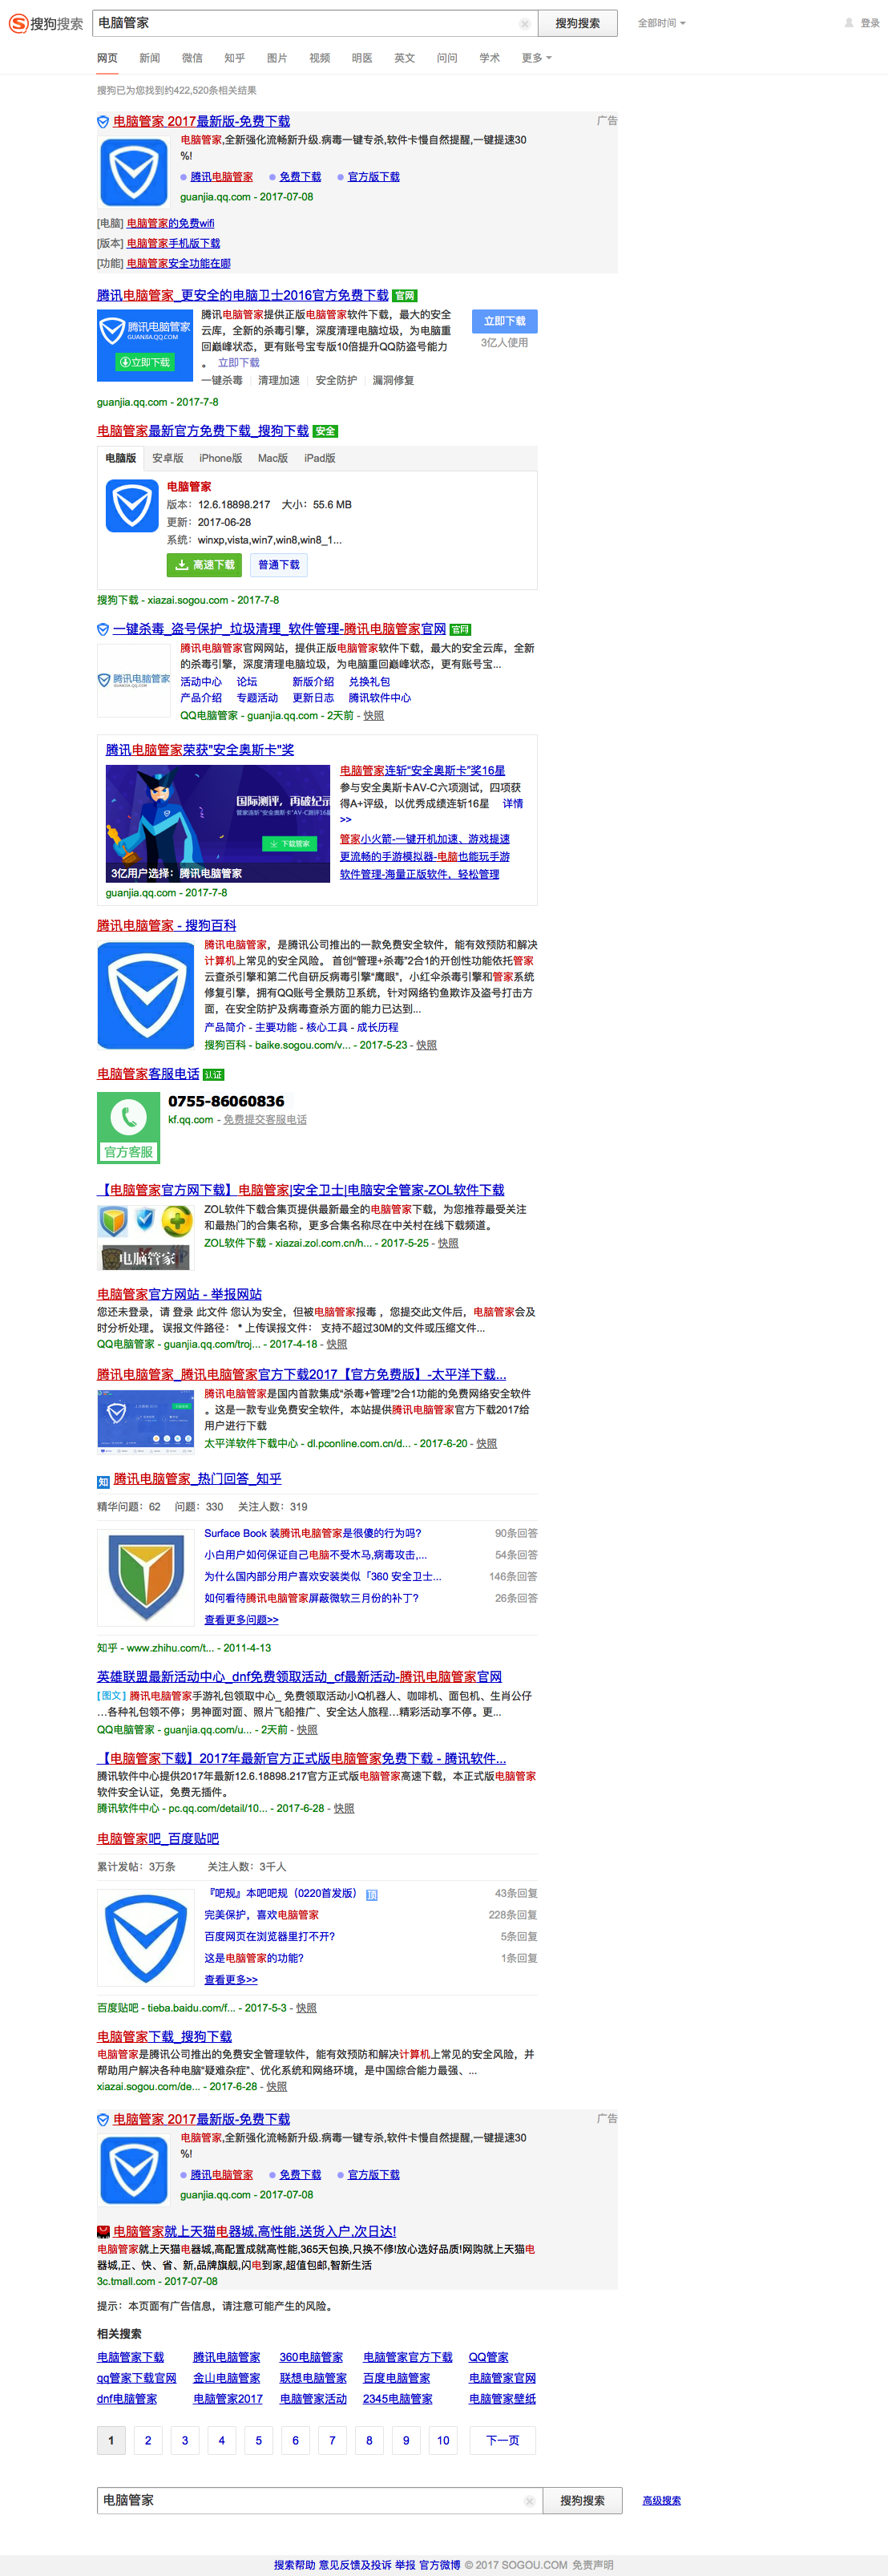 搜狗搜索
电脑管家
搜狗搜索
全部时间
登录
网页 新闻 微信 知乎 图片 视频 明医 英文 问问 学术 更多
搜狗已为您找到约422,520条相关结果
电脑管家 2017最新版-免费下载
广告
电脑管家,全新强化流畅新升级.病毒一键专杀,软件卡慢自然提醒,一键提速30
%!
腾讯电脑管家 免费下载 官方版下载
guanjia.qq.com - 2017-07-08
[电脑] 电脑管家的免费wifi
[版本] 电脑管家手机版下载
[功能] 电脑管家安全功能在哪
腾讯电脑管家_更安全的电脑卫士2016官方免费下载 官网
腾讯电脑管家
GUANJIA.QQ.COM
立即下载
腾讯电脑管家提供正版电脑管家软件下载，最大的安全
云库，全新的杀毒引擎，深度清理电脑垃圾，为电脑重
回巅峰状态，更有账号宝专版10倍提升QQ防盗号能力
。 立即下载
一键杀毒 | 清理加速 | 安全防护 | 漏洞修复
立即下载
3亿人使用
guanjia.qq.com - 2017-7-8
电脑管家最新官方免费下载_搜狗下载 安全
电脑版 安卓版 iPhone版 Mac版 iPad版
电脑管家
版本：12.6.18898.217 大小：55.6 MB
更新：2017-06-28
系统：winxp,vista,win7,win8,win8_1...
高速下载 普通下载
搜狗下载 - xiazai.sogou.com - 2017-7-8
一键杀毒_盗号保护_垃圾清理_软件管理-腾讯电脑管家官网 官网
腾讯电脑管家
GUANJIA.QQ.COM
腾讯电脑管家官网网站，提供正版电脑管家软件下载，最大的安全云库，全新
的杀毒引擎，深度清理电脑垃圾，为电脑重回巅峰状态，更有账号宝...
活动中心 论坛 新版介绍 兑换礼包
产品介绍 专题活动 更新日志 腾讯软件中心
QQ电脑管家 - guanjia.qq.com - 2天前 - 快照
腾讯电脑管家荣获"安全奥斯卡"奖
国际测评，再破纪录
管家连斩"安全奥斯卡"AV-C测评16星
下载管家
3亿用户选择：腾讯电脑管家
电脑管家连斩“安全奥斯卡”奖16星
参与安全奥斯卡AV-C六项测试，四项获
得A+评级，以优秀成绩连斩16星 详情
>>
管家小火箭-一键开机加速、游戏提速
更流畅的手游模拟器-电脑也能玩手游
软件管理-海量正版软件，轻松管理
guanjia.qq.com - 2017-7-8
腾讯电脑管家 - 搜狗百科
腾讯电脑管家，是腾讯公司推出的一款免费安全软件，能有效预防和解决
计算机上常见的安全风险。 首创“管理+杀毒”2合1的开创性功能依托管家
云查杀引擎和第二代自研反病毒引擎“鹰眼”，小红伞杀毒引擎和管家系统
修复引擎，拥有QQ账号全景防卫系统，针对网络钓鱼欺诈及盗号打击方
面，在安全防护及病毒查杀方面的能力已达到...
产品简介 - 主要功能 - 核心工具 - 成长历程
搜狗百科 - baike.sogou.com/v... - 2017-5-23 - 快照
电脑管家客服电话 认证
官方客服
0755-86060836
kf.qq.com - 免费提交客服电话
【电脑管家官方网下载】电脑管家|安全卫士|电脑安全管家-ZOL软件下载
电脑管家
ZOL软件下载合集页提供最新最全的电脑管家下载，为您推荐最受关注
和最热门的合集名称，更多合集名称尽在中关村在线下载频道。
ZOL软件下载 - xiazai.zol.com.cn/h... - 2017-5-25 - 快照
电脑管家官方网站 - 举报网站
您还未登录，请 登录 此文件 您认为安全，但被电脑管家报毒 ，您提交此文件后，电脑管家会及
时分析处理。 误报文件路径： * 上传误报文件： 支持不超过30M的文件或压缩文件...
QQ电脑管家 - guanjia.qq.com/troj... - 2017-4-18 - 快照
腾讯电脑管家_腾讯电脑管家官方下载2017【官方免费版】-太平洋下载...
腾讯电脑管家是国内首款集成“杀毒+管理”2合1功能的免费网络安全软件
。这是一款专业免费安全软件，本站提供腾讯电脑管家官方下载2017给
用户进行下载
太平洋软件下载中心 - dl.pconline.com.cn/d... - 2017-6-20 - 快照
知 腾讯电脑管家_热门回答_知乎
精华问题：62 问题：330 关注人数：319
Surface Book 装腾讯电脑管家是很傻的行为吗? 90条回答
小白用户如何保证自己电脑不受木马,病毒攻击,... 54条回答
为什么国内部分用户喜欢安装类似「360 安全卫士... 146条回答
如何看待腾讯电脑管家屏蔽微软三月份的补丁? 26条回答
查看更多问题>>
知乎 - www.zhihu.com/t... - 2011-4-13
英雄联盟最新活动中心_dnf免费领取活动_cf最新活动-腾讯电脑管家官网
[图文] 腾讯电脑管家手游礼包领取中心_ 免费领取活动小Q机器人、咖啡机、面包机、生肖公仔
…各种礼包领不停；男神面对面、照片飞船推广、安全达人旅程…精彩活动享不停。更...
QQ电脑管家 - guanjia.qq.com/u... - 2天前 - 快照
【电脑管家下载】2017年最新官方正式版电脑管家免费下载 - 腾讯软件...
腾讯软件中心提供2017年最新12.6.18898.217官方正式版电脑管家高速下载，本正式版电脑管家
软件安全认证，免费无插件。
腾讯软件中心 - pc.qq.com/detail/10... - 2017-6-28 - 快照
电脑管家吧_百度贴吧
累计发帖：3万条 关注人数：3千人
『吧规』本吧吧规（0220首发版） 顶 43条回复
完美保护，喜欢电脑管家 228条回复
百度网页在浏览器里打不开? 5条回复
这是电脑管家的功能? 1条回复
查看更多>>
百度贴吧 - tieba.baidu.com/f... - 2017-5-3 - 快照
电脑管家下载_搜狗下载
电脑管家是腾讯公司推出的免费安全管理软件，能有效预防和解决计算机上常见的安全风险，并
帮助用户解决各种电脑“疑难杂症”、优化系统和网络环境，是中国综合能力最强、...
xiazai.sogou.com/de... - 2017-6-28 - 快照
电脑管家 2017最新版-免费下载
广告
电脑管家,全新强化流畅新升级.病毒一键专杀,软件卡慢自然提醒,一键提速30
%!
腾讯电脑管家 免费下载 官方版下载
guanjia.qq.com - 2017-07-08
电脑管家就上天猫电器城,高性能,送货入户,次日达!
电脑管家就上天猫电器城,高配置成就高性能,365天包换,只换不修!放心选好品质!网购就上天猫电
器城,正、快、省、新,品牌旗舰,闪电到家,超值包邮,智新生活
3c.tmall.com - 2017-07-08
提示：本页面有广告信息，请注意可能产生的风险。
相关搜索
电脑管家下载 腾讯电脑管家 360电脑管家 电脑管家官方下载 QQ管家
qq管家下载官网 金山电脑管家 联想电脑管家 百度电脑管家 电脑管家官网
dnf电脑管家 电脑管家2017 电脑管家活动 2345电脑管家 电脑管家壁纸
1 2 3 4 5 6 7 8 9 10 下一页
电脑管家
搜狗搜索
高级搜索
搜索帮助 意见反馈及投诉 举报 官方微博 © 2017 SOGOU.COM 免责声明